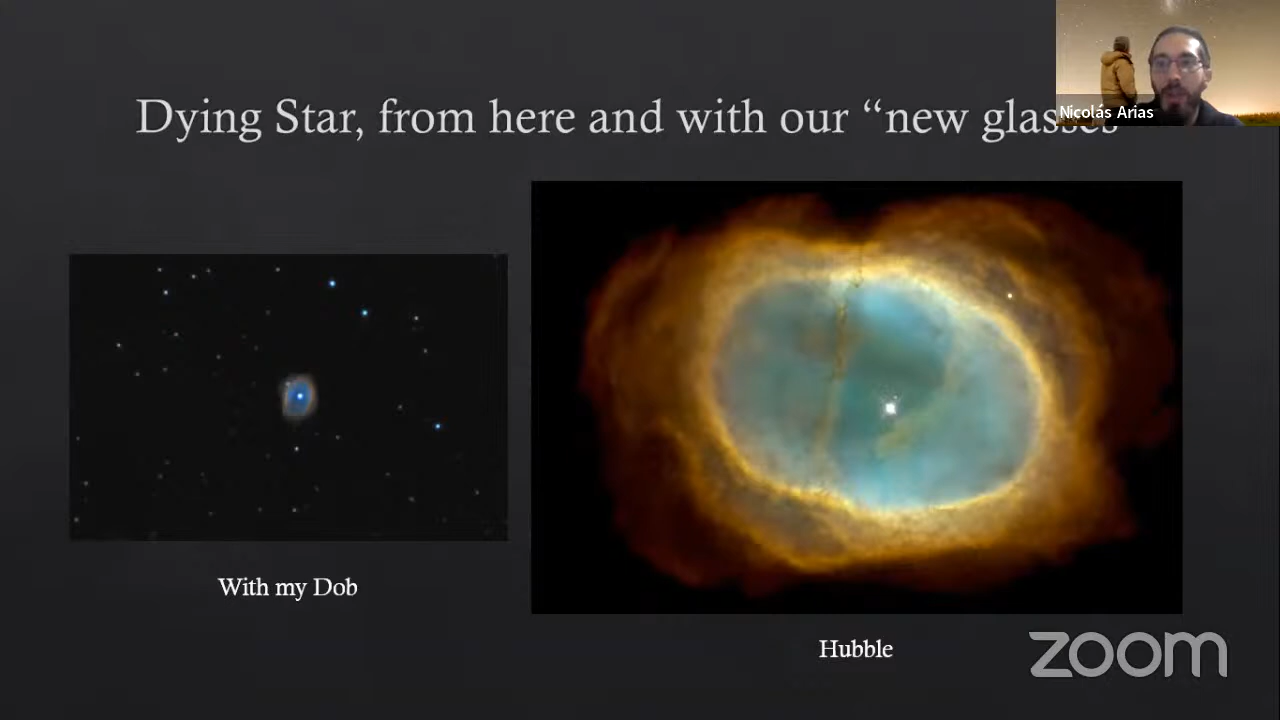 Dying Star, from here and with our “new glasses
Nicolás Arias
With my Dob
Hubble
zoom